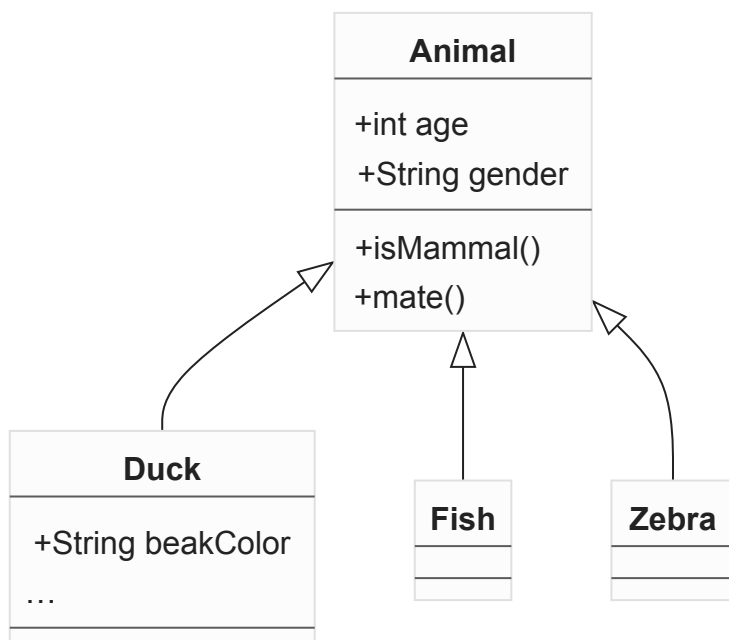 Animal
+int age
+String gender
+isMammal()
+mate()
Duck
+String beakColor
...
Fish
Zebra